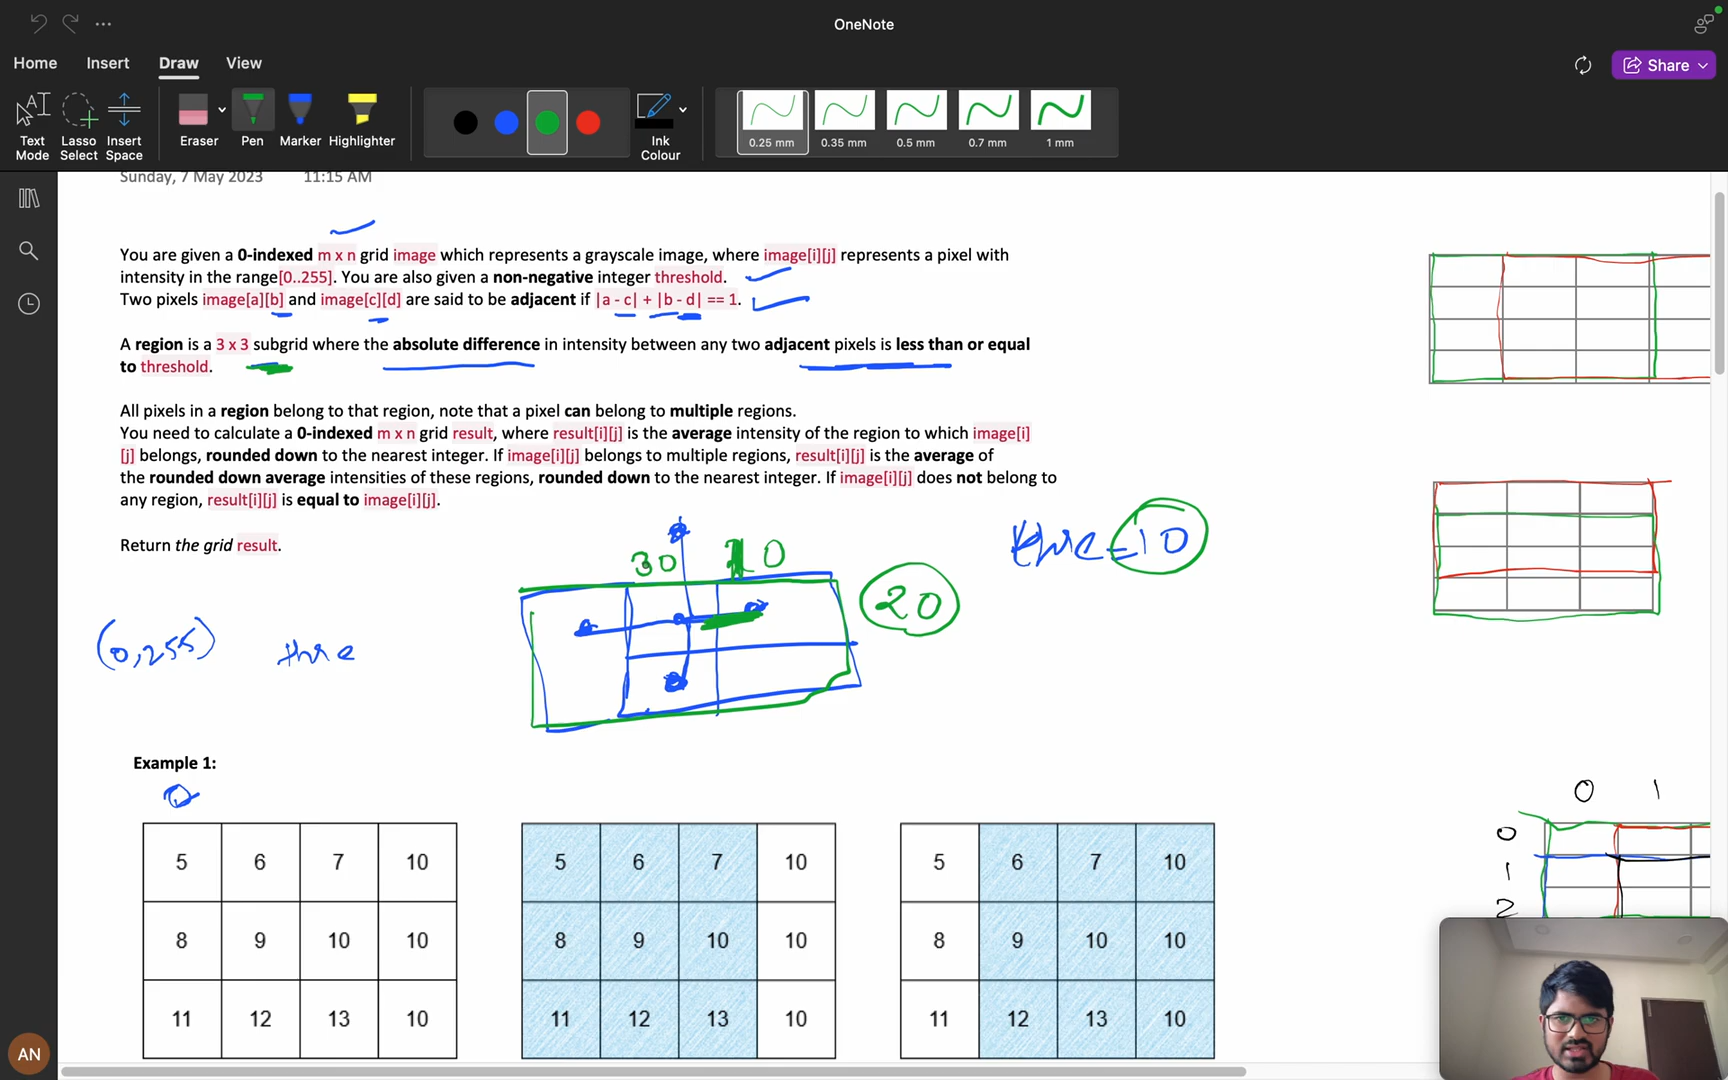 OneNote
Home Insert Draw View
Share
Text Mode
Lasso Select
Insert Space
Eraser
Pen
Marker
Highlighter
Ink Colour
0.25 mm
0.35 mm
0.5 mm
0.7 mm
1 mm
Sunday, 7 May 2023 11:15 AM
You are given a 0-indexed m x n grid image which represents a grayscale image, where image[i][j] represents a pixel with
intensity in the range[0..255]. You are also given a non-negative integer threshold.
Two pixels image[a][b] and image[c][d] are said to be adjacent if |a - c| + |b - d| == 1.
A region is a 3 x 3 subgrid where the absolute difference in intensity between any two adjacent pixels is less than or equal
to threshold.
All pixels in a region belong to that region, note that a pixel can belong to multiple regions.
You need to calculate a 0-indexed m x n grid result, where result[i][j] is the average intensity of the region to which image[i]
[j] belongs, rounded down to the nearest integer. If image[i][j] belongs to multiple regions, result[i][j] is the average of
the rounded down average intensities of these regions, rounded down to the nearest integer. If image[i][j] does not belong to
any region, result[i][j] is equal to image[i][j].
Return the grid result.
thre=10
30 10
20
(0,255) thre
Example 1:
5 6 7 10
8 9 10 10
11 12 13 10
5 6 7 10
8 9 10 10
11 12 13 10
5 6 7 10
8 9 10 10
11 12 13 10
0 1
0
1
2
AN